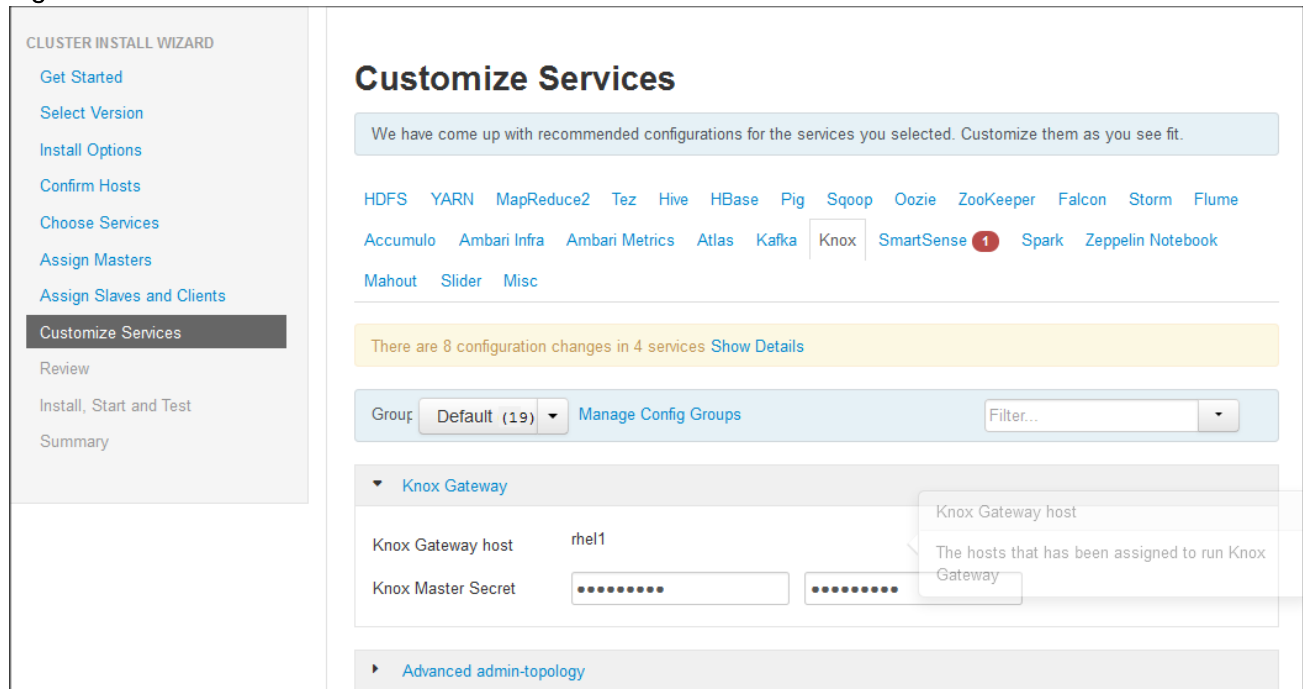 CLUSTER INSTALL WIZARD
Get Started
Select Version
Install Options
Confirm Hosts
Choose Services
Assign Masters
Assign Slaves and Clients
Customize Services
Review
Install, Start and Test
Summary
Customize Services
We have come up with recommended configurations for the services you selected. Customize them as you see fit.
HDFS YARN MapReduce2 Tez Hive HBase Pig Sqoop Oozie ZooKeeper Falcon Storm Flume
Accumulo Ambari Infra Ambari Metrics Atlas Kafka Knox SmartSense 1 Spark Zeppelin Notebook
Mahout Slider Misc
There are 8 configuration changes in 4 services Show Details
Group Default (19) Manage Config Groups Filter...
Knox Gateway
Knox Gateway host rhel1
Knox Master Secret ●●●●●●●●● ●●●●●●●●●
Knox Gateway host
The hosts that has been assigned to run Knox
Gateway
Advanced admin-topology